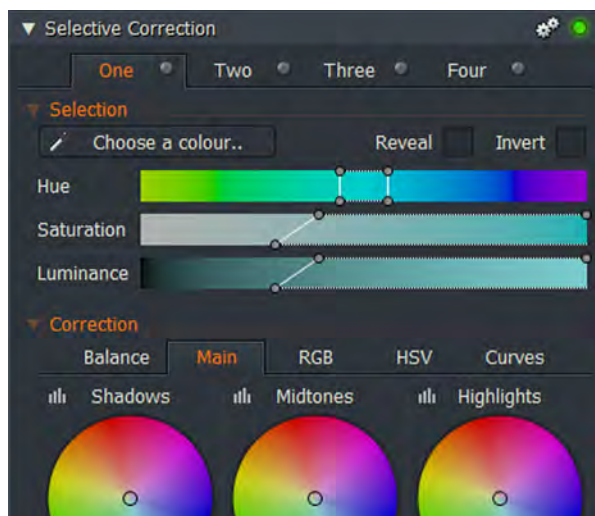 Selective Correction
One Two Three Four
Selection
Choose a colour.. Reveal Invert
Hue
Saturation
Luminance
Correction
Balance Main RGB HSV Curves
Shadows Midtones Highlights